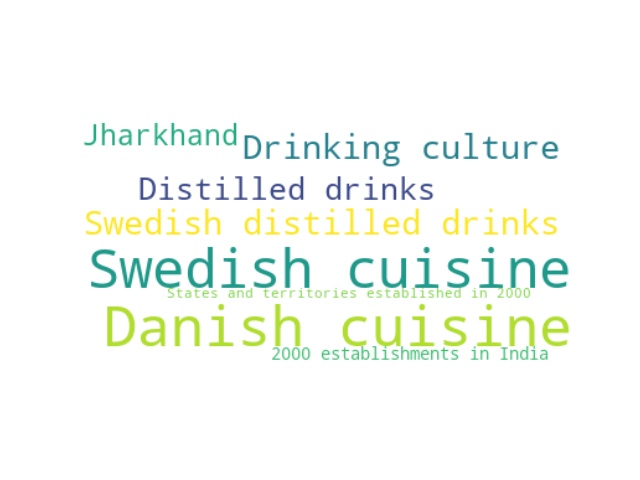 Jharkhand
Drinking culture
Distilled drinks
Swedish distilled drinks
Swedish cuisine
States and territories established in 2000
Danish cuisine
2000 establishments in India